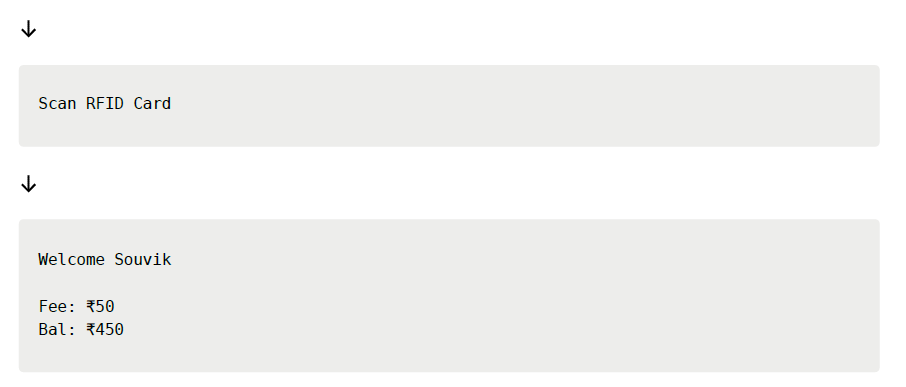 ↓
Scan RFID Card
↓
Welcome Souvik
Fee: ₹50
Bal: ₹450